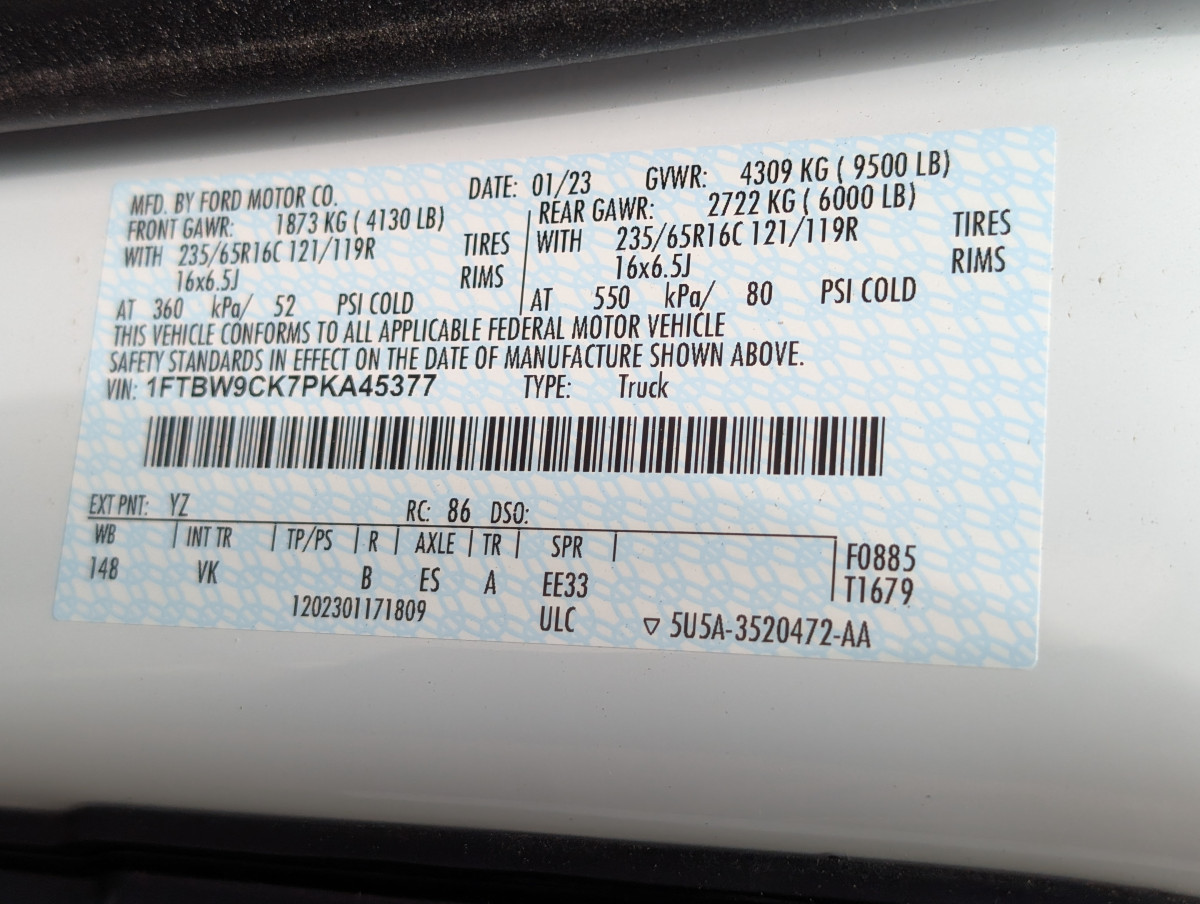 MFD. BY FORD MOTOR CO. DATE: 01/23 GVWR: 4309 KG ( 9500 LB)
FRONT GAWR: 1873 KG ( 4130 LB) REAR GAWR: 2722 KG ( 6000 LB)
WITH 235/65R16C 121/119R TIRES WITH 235/65R16C 121/119R TIRES
16x6.5J RIMS 16x6.5J RIMS
AT 360 kPa/ 52 PSI COLD AT 550 kPa/ 80 PSI COLD
THIS VEHICLE CONFORMS TO ALL APPLICABLE FEDERAL MOTOR VEHICLE
SAFETY STANDARDS IN EFFECT ON THE DATE OF MANUFACTURE SHOWN ABOVE.
VIN: 1FTBW9CK7PKA45377 TYPE: Truck
EXT PNT: YZ RC: 86 DSO:
WB INT TR TP/PS R AXLE TR SPR F0885
148 VK B ES A EE33 T1679
1202301171809 ULC ▽ 5U5A-3520472-AA